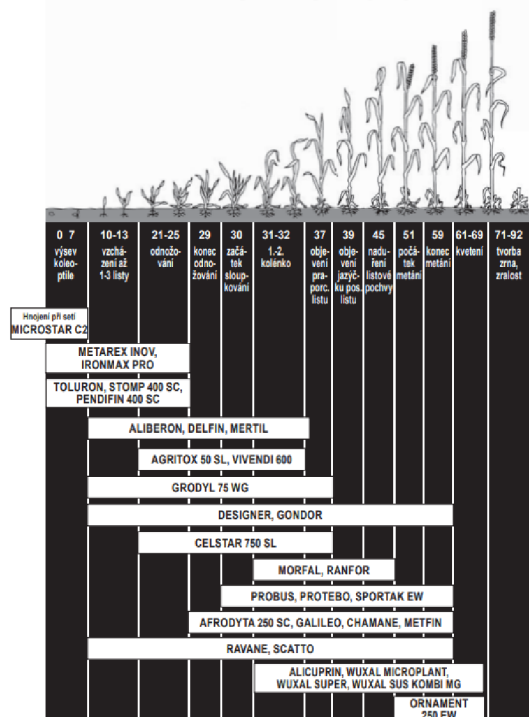 0 7
výsev
koleo-
ptile
10-13
vzchá-
zení až
1-3 listy
21-25
odnožo-
vání
29
konec
odno-
žování
30
začá-
tek
sloup-
kování
31-32
1.-2.
kolénko
37
obje-
vení
pra-
porc.
listu
39
obje-
vení
jazýč-
ku pos.
listu
45
nadu-
ření
listové
pochvy
51
počá-
tek
metání
59
konec
metání
61-69
kvetení
71-92
tvorba
zrna,
zralost
Hnojení při setí
MICROSTAR C2
METAREX INOV,
IRONMAX PRO
TOLURON, STOMP 400 SC,
PENDIFIN 400 SC
ALIBERON, DELFIN, MERTIL
AGRITOX 50 SL, VIVENDI 600
GRODYL 75 WG
DESIGNER, GONDOR
CELSTAR 750 SL
MORFAL, RANFOR
PROBUS, PROTEBO, SPORTAK EW
AFRODYTA 250 SC, GALILEO, CHAMANE, METFIN
RAVANE, SCATTO
ALICUPRIN, WUXAL MICROPLANT,
WUXAL SUPER, WUXAL SUS KOMBI MG
ORNAMENT
250 EW